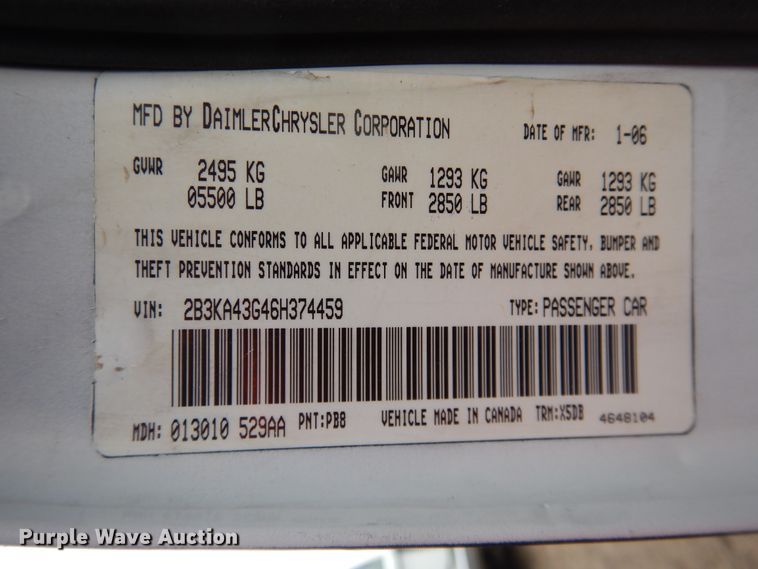 MFD BY DAIMLERCHRYSLER CORPORATION DATE OF MFR: 1-06
GVWR 2495 KG GAWR 1293 KG GAWR 1293 KG
05500 LB FRONT 2850 LB REAR 2850 LB
THIS VEHICLE CONFORMS TO ALL APPLICABLE FEDERAL MOTOR VEHICLE SAFETY, BUMPER AND
THEFT PREVENTION STANDARDS IN EFFECT ON THE DATE OF MANUFACTURE SHOWN ABOVE.
VIN: 2B3KA43G46H374459 TYPE: PASSENGER CAR
MDH: 013010 529AA PNT:PB8 VEHICLE MADE IN CANADA TRM:X5DB 4648104
Purple Wave Auction